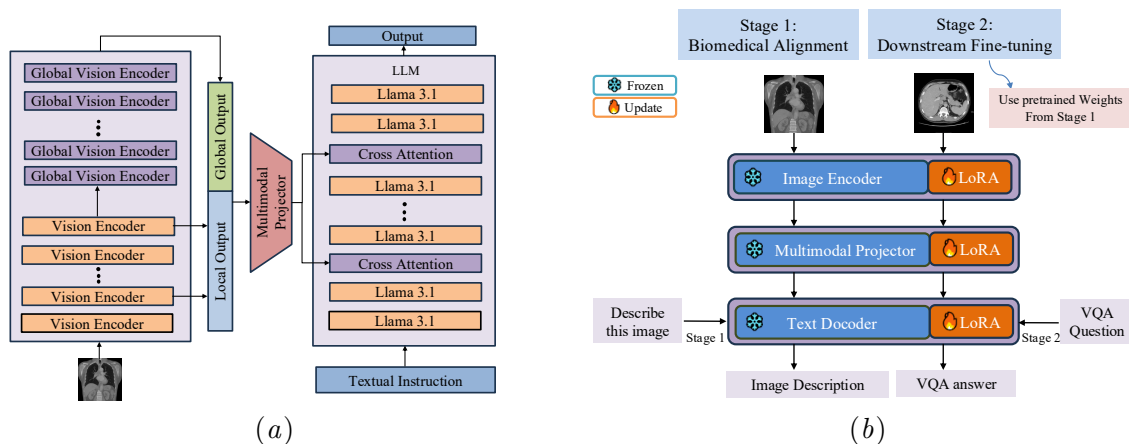 Output
LLM
Llama 3.1
Llama 3.1
Cross Attention
Llama 3.1
Llama 3.1
Cross Attention
Llama 3.1
Llama 3.1
Textual Instruction
Global Vision Encoder
Global Vision Encoder
Global Vision Encoder
Global Vision Encoder
Vision Encoder
Vision Encoder
Vision Encoder
Vision Encoder
Global Output
Local Output
Multimodal
Projector
(a)
Stage 1:
Biomedical Alignment
Stage 2:
Downstream Fine-tuning
Frozen
Update
Use pretrained Weights
From Stage 1
Image Encoder
LoRA
Multimodal Projector
LoRA
Describe
this image
Stage 1
Text Docoder
LoRA
Stage 2
VQA
Question
Image Description
VQA answer
(b)